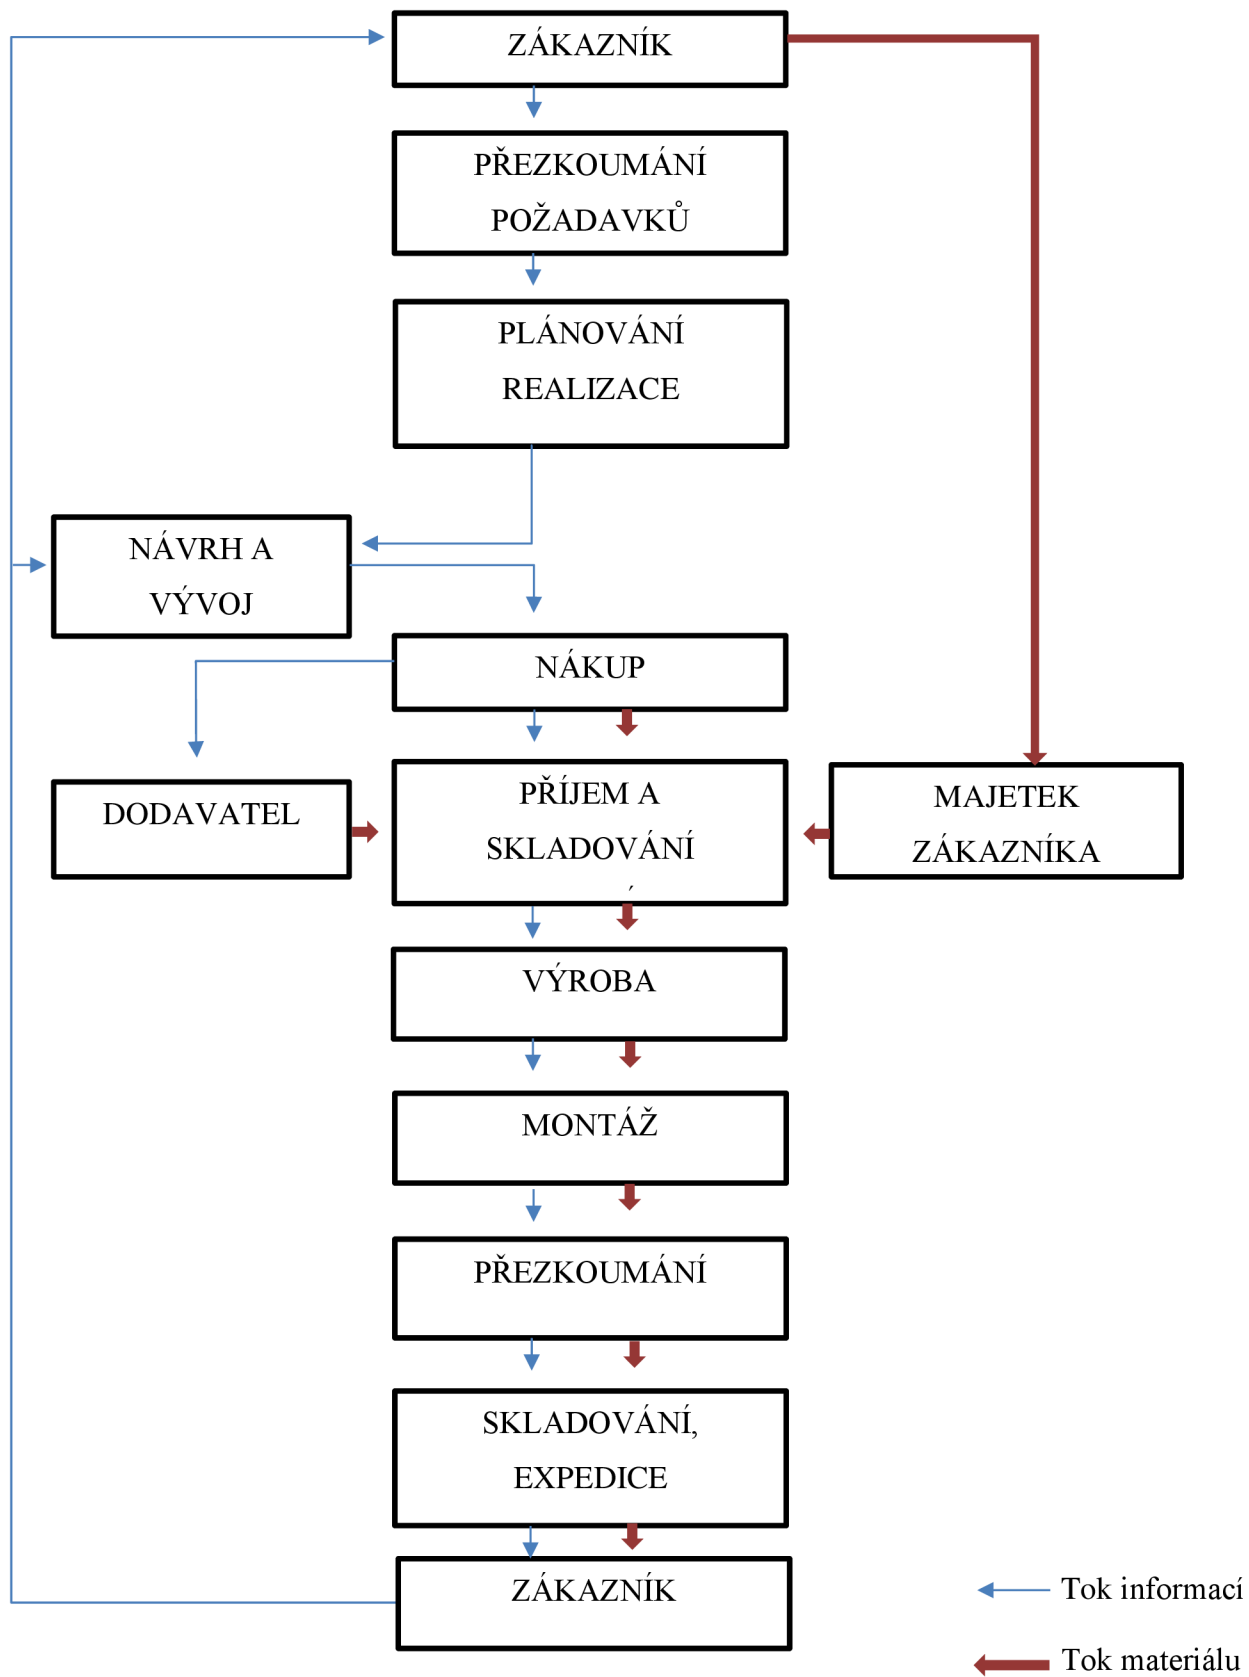 ZÁKAZNÍK
PŘEZKOUMÁNÍ
POŽADAVKŮ
PLÁNOVÁNÍ
REALIZACE
NÁVRH A
VÝVOJ
NÁKUP
DODAVATEL
PŘÍJEM A
SKLADOVÁNÍ
MAJETEK
ZÁKAZNÍKA
VÝROBA
MONTÁŽ
PŘEZKOUMÁNÍ
SKLADOVÁNÍ,
EXPEDICE
ZÁKAZNÍK
Tok informací
Tok materiálu